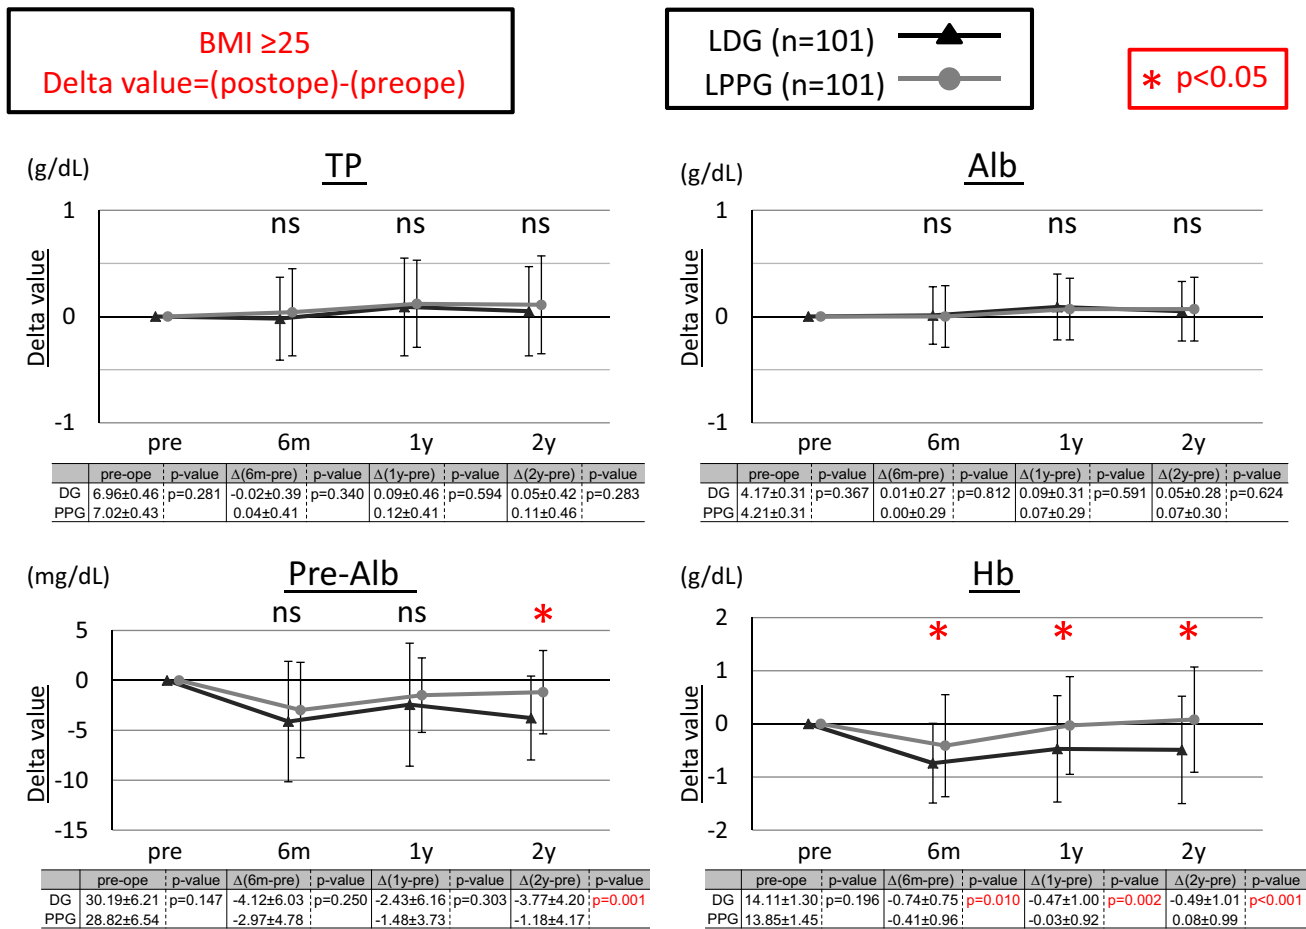 BMI ≥25
Delta value=(postope)-(preope)
LDG (n=101)
LPPG (n=101)
* p<0.05
(g/dL)
TP
1
ns ns ns
Delta value
0
-1
pre 6m 1y 2y
pre-ope p-value Δ(6m-pre) p-value Δ(1y-pre) p-value Δ(2y-pre) p-value
DG 6.96±0.46 p=0.281 -0.02±0.39 p=0.340 0.09±0.46 p=0.594 0.05±0.42 p=0.283
PPG 7.02±0.43 0.04±0.41 0.12±0.41 0.11±0.46
(g/dL)
Alb
1
ns ns ns
Delta value
0
-1
pre 6m 1y 2y
pre-ope p-value Δ(6m-pre) p-value Δ(1y-pre) p-value Δ(2y-pre) p-value
DG 4.17±0.31 p=0.367 0.01±0.27 p=0.812 0.09±0.31 p=0.591 0.05±0.28 p=0.624
PPG 4.21±0.31 0.00±0.29 0.07±0.29 0.07±0.30
(mg/dL)
Pre-Alb
ns ns *
5
0
Delta value
-5
-10
-15
pre 6m 1y 2y
pre-ope p-value Δ(6m-pre) p-value Δ(1y-pre) p-value Δ(2y-pre) p-value
DG 30.19±6.21 p=0.147 -4.12±6.03 p=0.250 -2.43±6.16 p=0.303 -3.77±4.20 p=0.001
PPG 28.82±6.54 -2.97±4.78 -1.48±3.73 -1.18±4.17
(g/dL)
Hb
2
* * *
1
0
Delta value
-1
-2
pre 6m 1y 2y
pre-ope p-value Δ(6m-pre) p-value Δ(1y-pre) p-value Δ(2y-pre) p-value
DG 14.11±1.30 p=0.196 -0.74±0.75 p=0.010 -0.47±1.00 p=0.002 -0.49±1.01 p<0.001
PPG 13.85±1.45 -0.41±0.96 -0.03±0.92 0.08±0.99